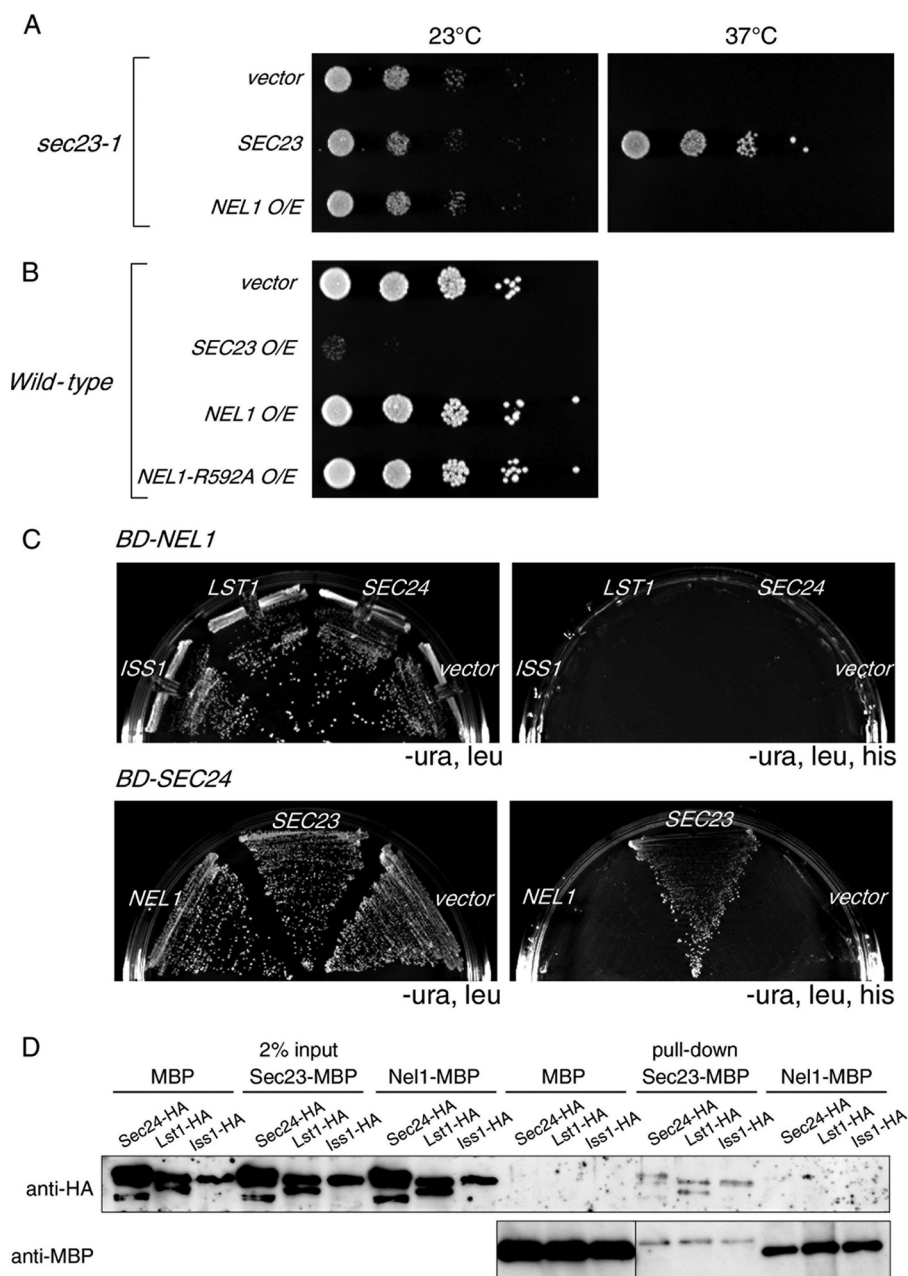 A
23°C 37°C
sec23-1
vector
SEC23
NEL1 O/E
B
Wild-type
vector
SEC23 O/E
NEL1 O/E
NEL1-R592A O/E
C
BD-NEL1
LST1 SEC24
ISS1 vector
-ura, leu
LST1 SEC24
ISS1 vector
-ura, leu, his
BD-SEC24
SEC23
NEL1 vector
-ura, leu
SEC23
NEL1 vector
-ura, leu, his
D
2% input pull-down
MBP Sec23-MBP Nel1-MBP MBP Sec23-MBP Nel1-MBP
Sec24-HA Lst1-HA Iss1-HA Sec24-HA Lst1-HA Iss1-HA Sec24-HA Lst1-HA Iss1-HA Sec24-HA Lst1-HA Iss1-HA Sec24-HA Lst1-HA Iss1-HA Sec24-HA Lst1-HA Iss1-HA
anti-HA
anti-MBP